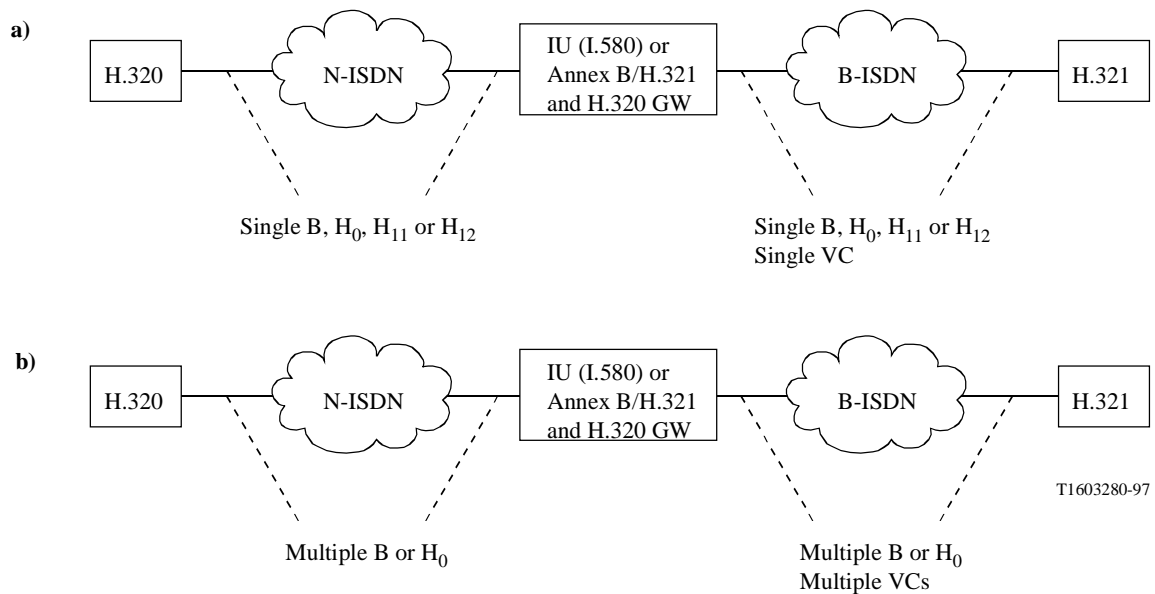 a)
H.320
N-ISDN
IU (I.580) or
Annex B/H.321
and H.320 GW
B-ISDN
H.321
Single B, H0, H11 or H12
Single B, H0, H11 or H12
Single VC
b)
H.320
N-ISDN
IU (I.580) or
Annex B/H.321
and H.320 GW
B-ISDN
H.321
T1603280-97
Multiple B or H0
Multiple B or H0
Multiple VCs